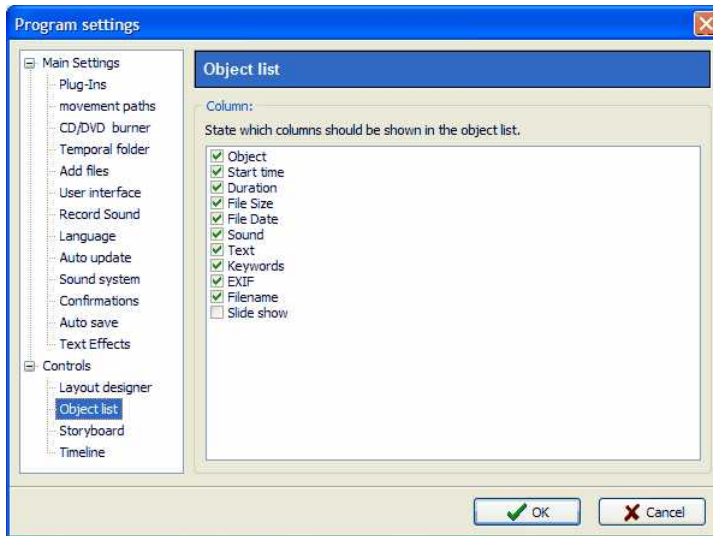 Program settings
Main Settings
Plug-Ins
movement paths
CD/DVD burner
Temporal folder
Add files
User interface
Record Sound
Language
Auto update
Sound system
Confirmations
Auto save
Text Effects
Controls
Layout designer
Object list
Storyboard
Timeline
Object list
Column:
State which columns should be shown in the object list.
Object
Start time
Duration
File Size
File Date
Sound
Text
Keywords
EXIF
Filename
Slide show
OK
Cancel